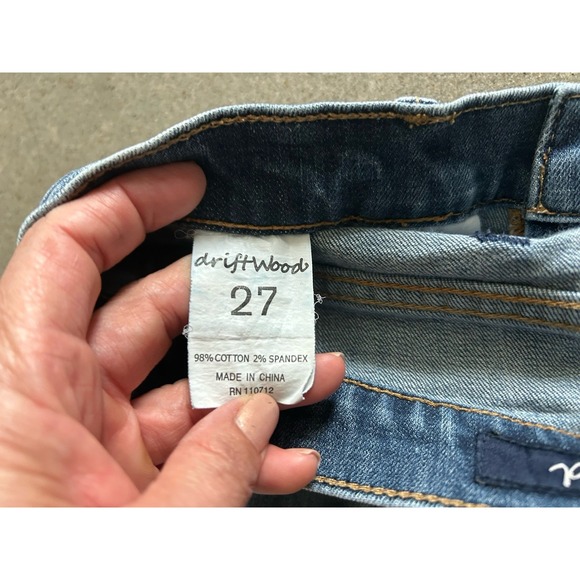 driftwood
27
98% COTTON 2% SPANDEX
MADE IN CHINA
RN 110712